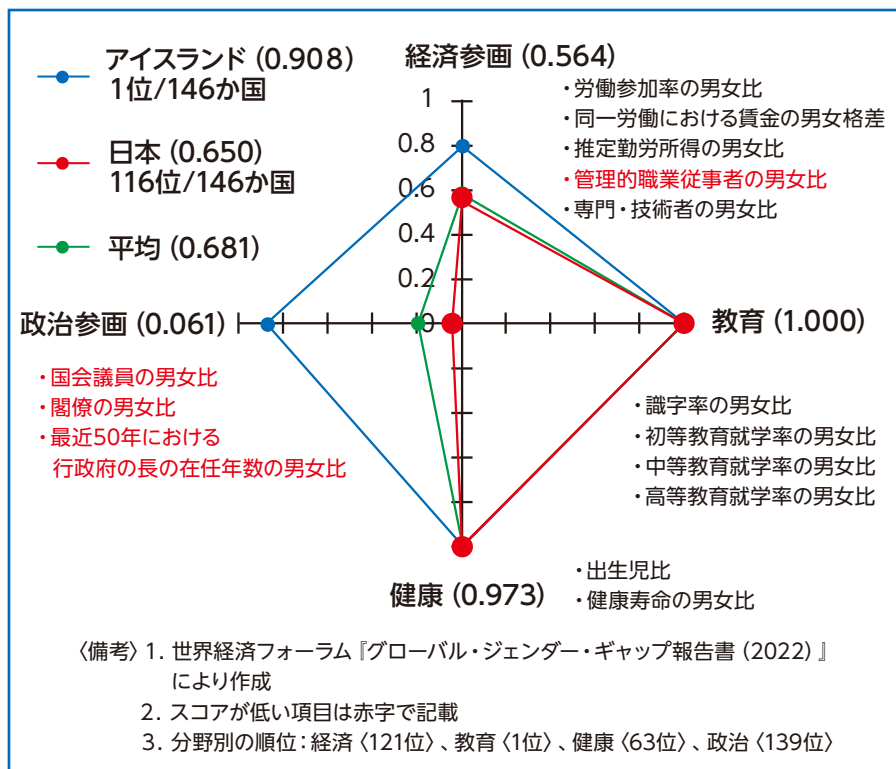 アイスランド (0.908)
1位/146か国
日本 (0.650)
116位/146か国
平均 (0.681)
経済参画 (0.564)
・労働参加率の男女比
・同一労働における賃金の男女格差
・推定勤労所得の男女比
・管理的職業従事者の男女比
・専門・技術者の男女比
1
0.8
0.6
0.4
0.2
0
政治参画 (0.061)
・国会議員の男女比
・閣僚の男女比
・最近50年における
行政府の長の在任年数の男女比
教育 (1.000)
・識字率の男女比
・初等教育就学率の男女比
・中等教育就学率の男女比
・高等教育就学率の男女比
健康 (0.973)
・出生児比
・健康寿命の男女比
〈備考〉1. 世界経済フォーラム『グローバル・ジェンダー・ギャップ報告書 (2022) 』
により作成
2. スコアが低い項目は赤字で記載
3. 分野別の順位：経済〈121位〉、教育〈1位〉、健康〈63位〉、政治〈139位〉